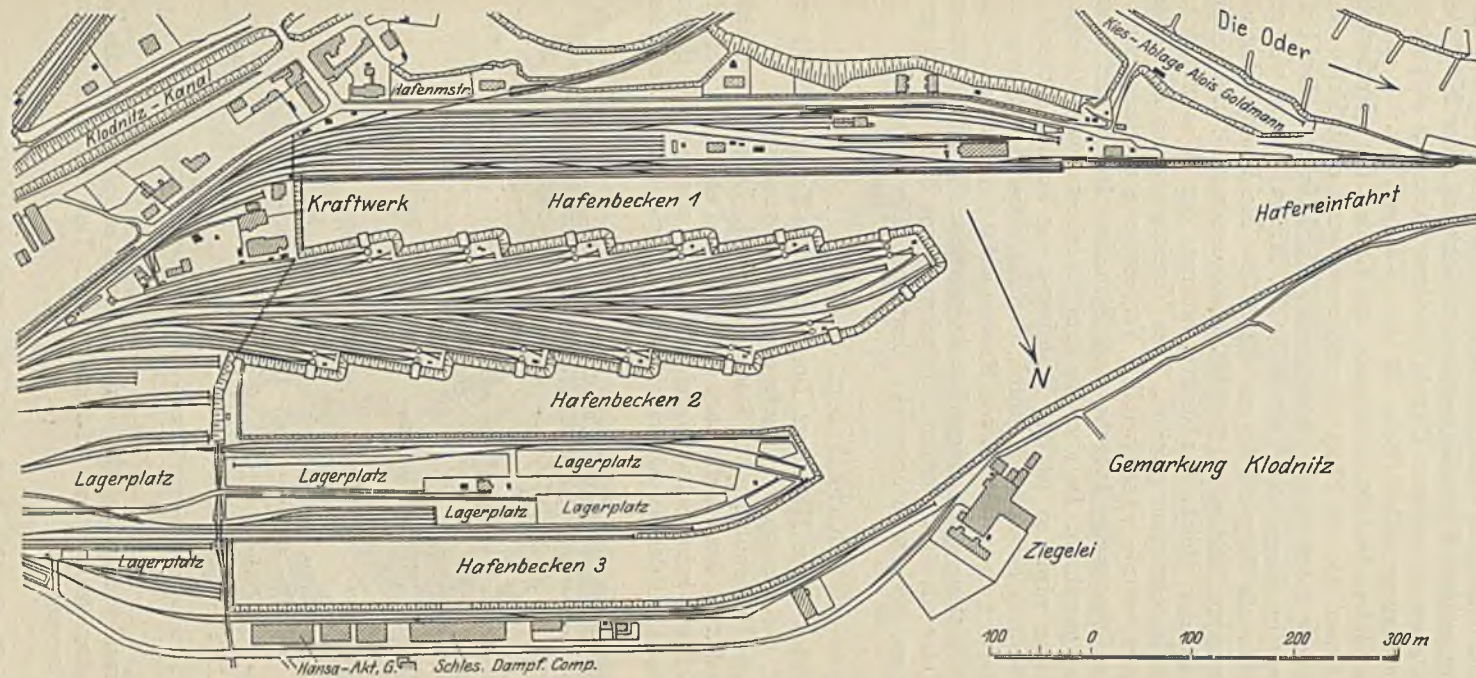 Die Oder
Kies-Ablage Alois Goldmann
Klodnitz-Kanal
Hafenmstr.
Kraftwerk
Hafenbecken 1
Hafeneinfahrt
N
Hafenbecken 2
Gemarkung Klodnitz
Lagerplatz
Lagerplatz
Lagerplatz
Lagerplatz
Lagerplatz
Lagerplatz
Hafenbecken 3
Ziegelei
100 0 100 200 300 m
Hansa-Akt. G.
Schles. Dampf. Comp.